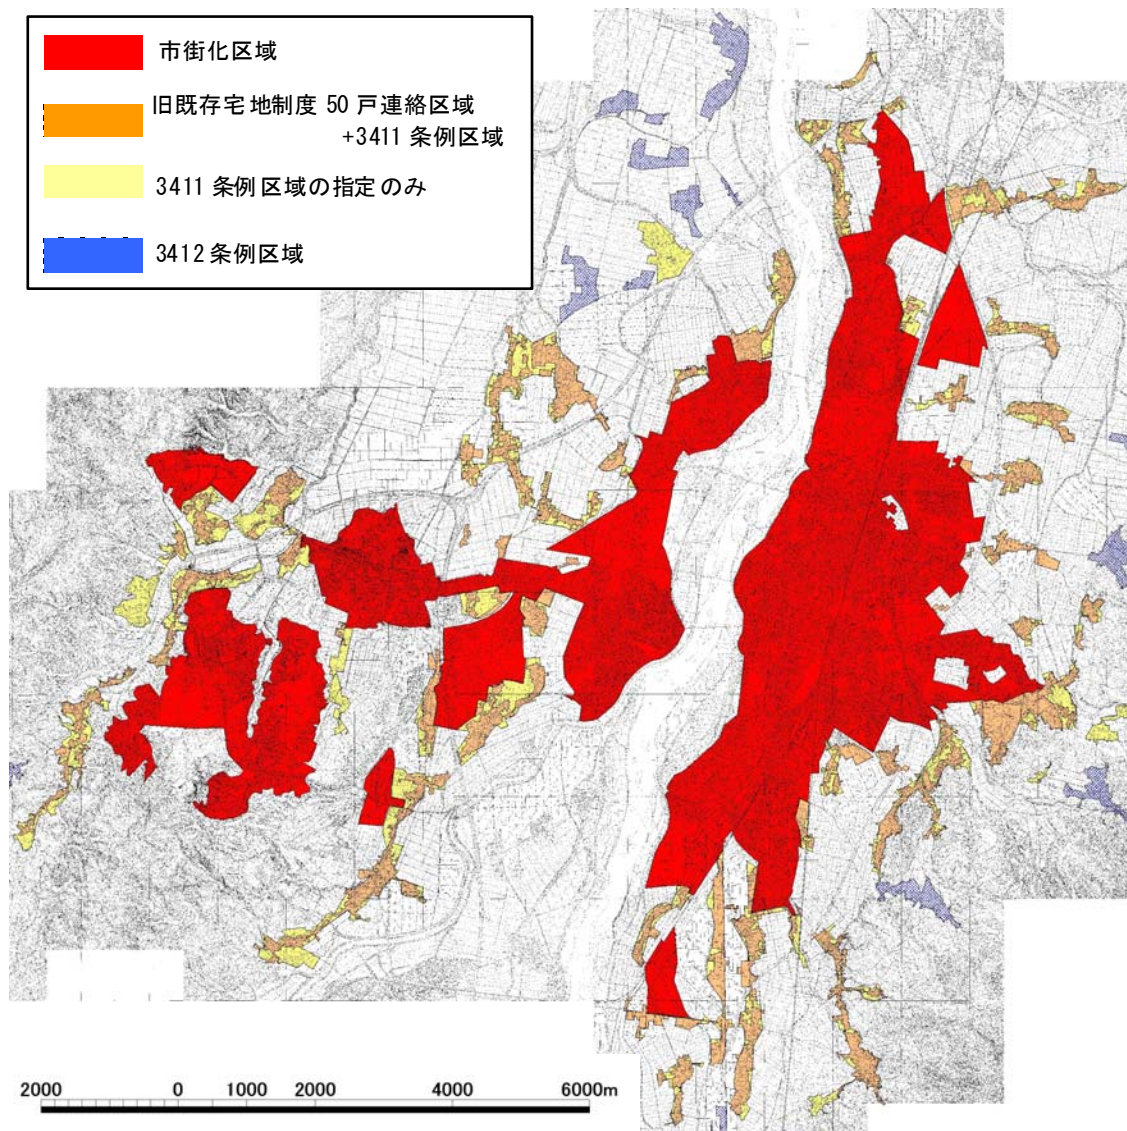 市街化区域
旧既存宅地制度 50 戸連絡区域
+3411 条例区域
3411 条例区域の指定のみ
3412 条例区域
2000 0 1000 2000 4000 6000m